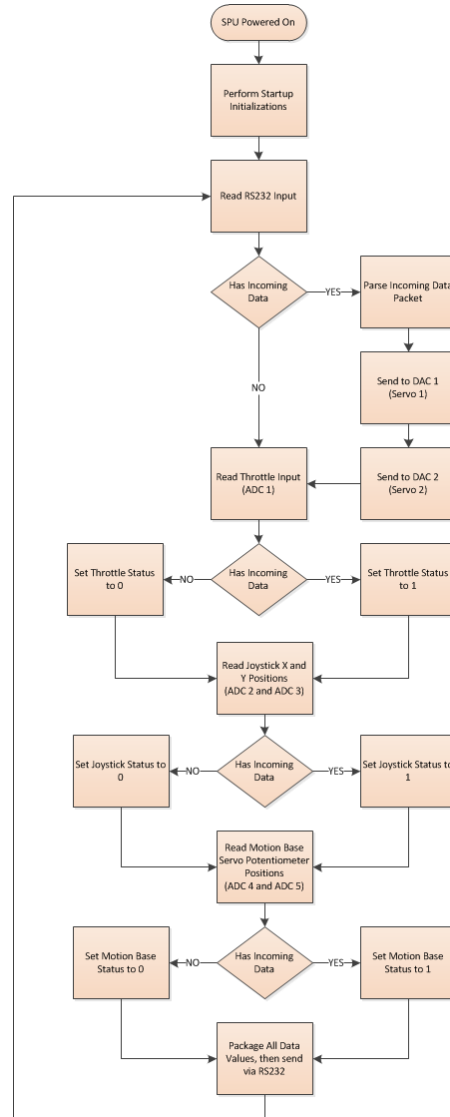 SPU Powered On
Perform Startup
Initializations
Read RS232 Input
Has Incoming
Data
YES
Parse Incoming Data
Packet
Send to DAC 1
(Servo 1)
NO
Read Throttle Input
(ADC 1)
Send to DAC 2
(Servo 2)
Set Throttle Status
to 0
NO
Has Incoming
Data
YES
Set Throttle Status
to 1
Read Joystick X and
Y Positions
(ADC 2 and ADC 3)
Set Joystick Status to
0
NO
Has Incoming
Data
YES
Set Joystick Status to
1
Read Motion Base
Servo Potentiometer
Positions
(ADC 4 and ADC 5)
Set Motion Base
Status to 0
NO
Has Incoming
Data
YES
Set Motion Base
Status to 1
Package All Data
Values, then send
via RS232